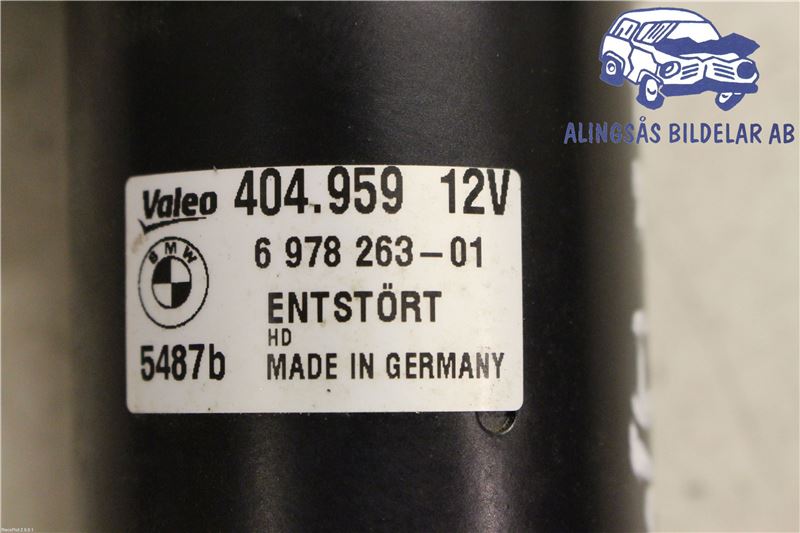 ALINGSÅS BILDELAR AB
Valeo 404.959 12V
BMW 6 978 263-01
ENTSTÖRT
HD
5487b MADE IN GERMANY